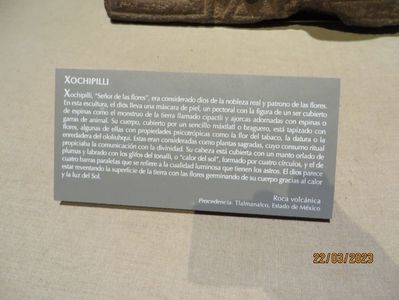 XOCHIPILLI
Xochipilli, "Señor de las flores", era considerado dios de la nobleza real y patrono de las flores.
En esta escultura, el dios lleva una máscara de piel, un pectoral con la figura de un ser cubierto
de espinas como el monstruo de la tierra llamado cipactli y ajorcas adornadas con espinas o
garras de animal. Su cuerpo, cubierto por un sencillo máxtlatl o braguero, está tapizado con
flores, algunas de ellas con propiedades psicotrópicas como la flor del tabaco, la datura o la
enredadera del ololiuhqui. Estas eran consideradas como plantas sagradas, cuyo consumo ritual
propiciaba la comunicación con la divinidad. Su cabeza está cubierta con un manto orlado de
plumas y labrado con los glifos del tonalli, o "calor del sol", formado por cuatro círculos, y el de
cuatro barras paralelas que se refiere a la cualidad luminosa que tienen los astros. El dios parece
estar reventando la superficie de la tierra con las flores germinando de su cuerpo gracias al calor
y la luz del Sol.
Roca volcánica
Procedencia: Tlalmanalco, Estado de México
22/03/2023